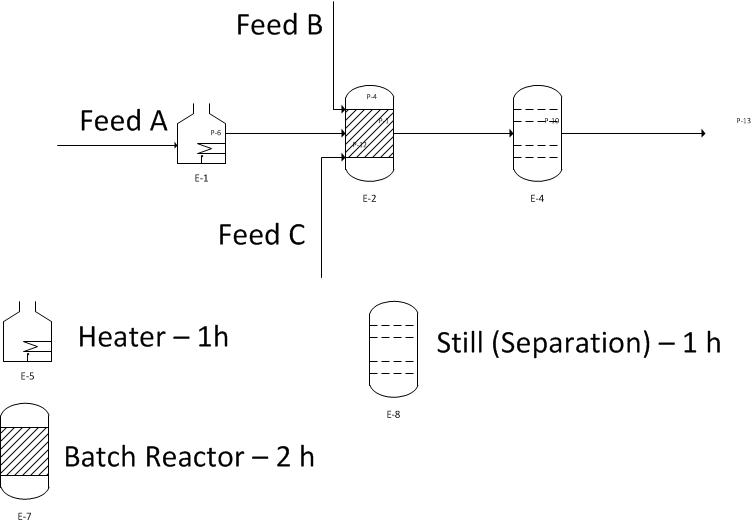 Feed B
P-4
Feed A
P-1
P-6
P-10
P-13
P-12
E-1
E-2
E-4
Feed C
Heater – 1h
Still (Separation) – 1 h
E-5
E-8
Batch Reactor – 2 h
E-7